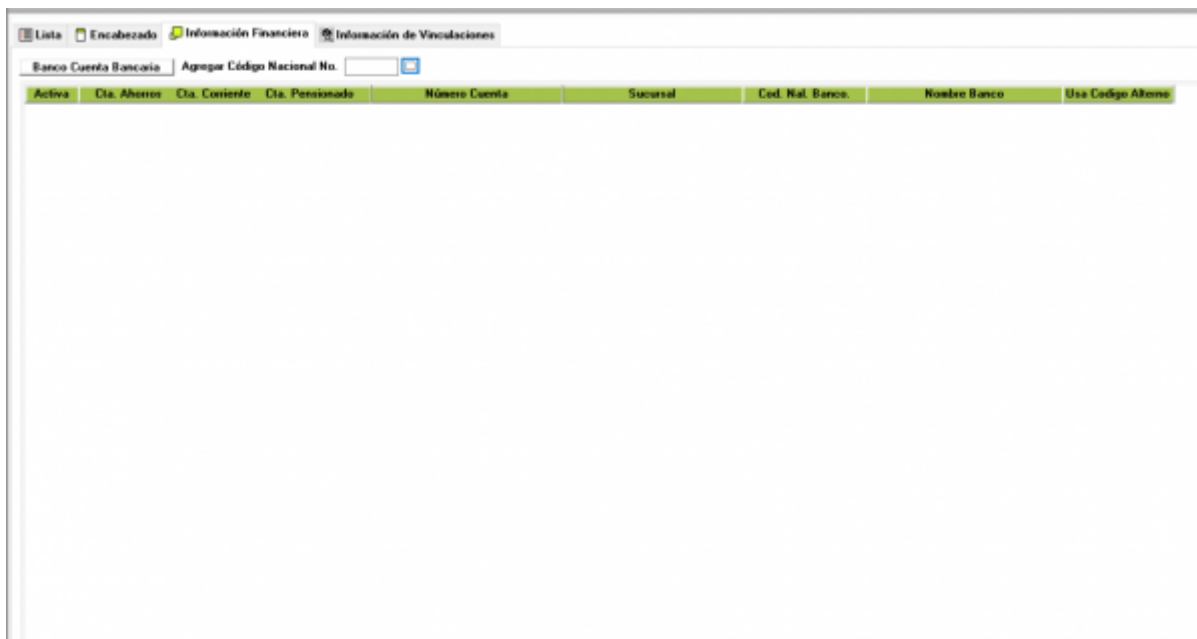 Lista Encabezado Información Financiera Información de Vinculaciones
Banco Cuenta Bancaria Agregar Código Nacional No.
Activa Cta. Ahorros Cta. Corriente Cta. Pensionado Número Cuenta Sucursal Cod. Nal. Banco. Nombre Banco Usa Codigo Alterno